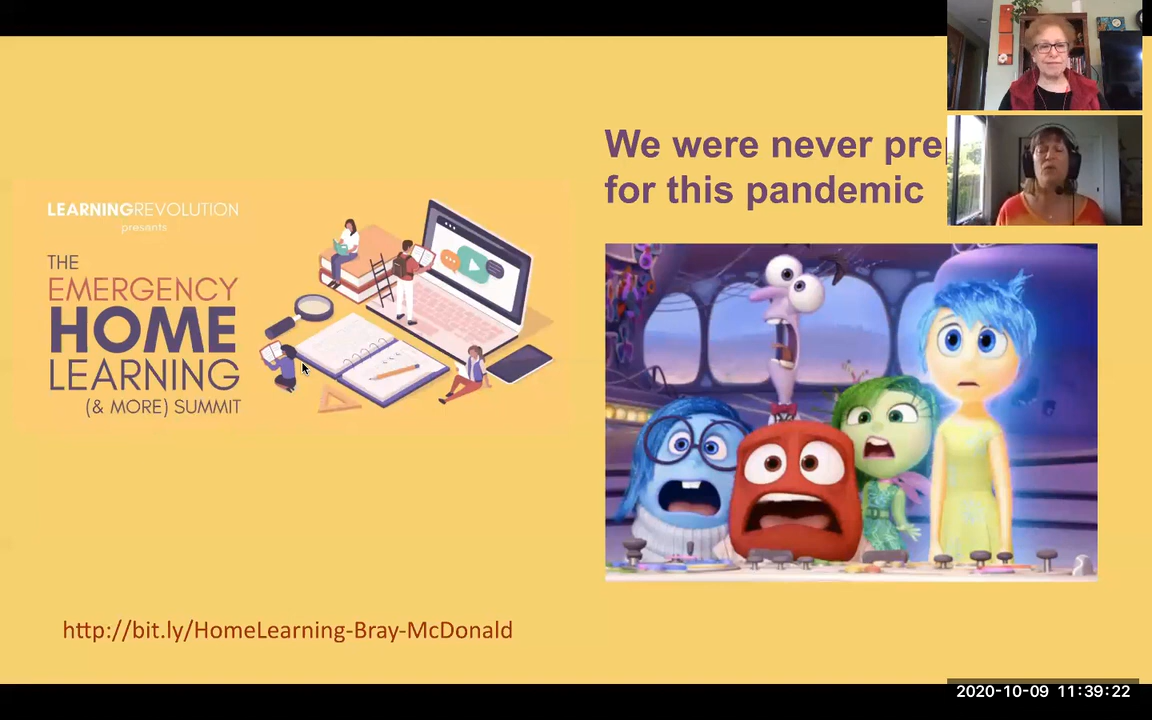 We were never pre
for this pandemic
LEARNINGREVOLUTION
presents
THE
EMERGENCY
HOME
LEARNING
(& MORE) SUMMIT
http://bit.ly/HomeLearning-Bray-McDonald
2020-10-09 11:39:22